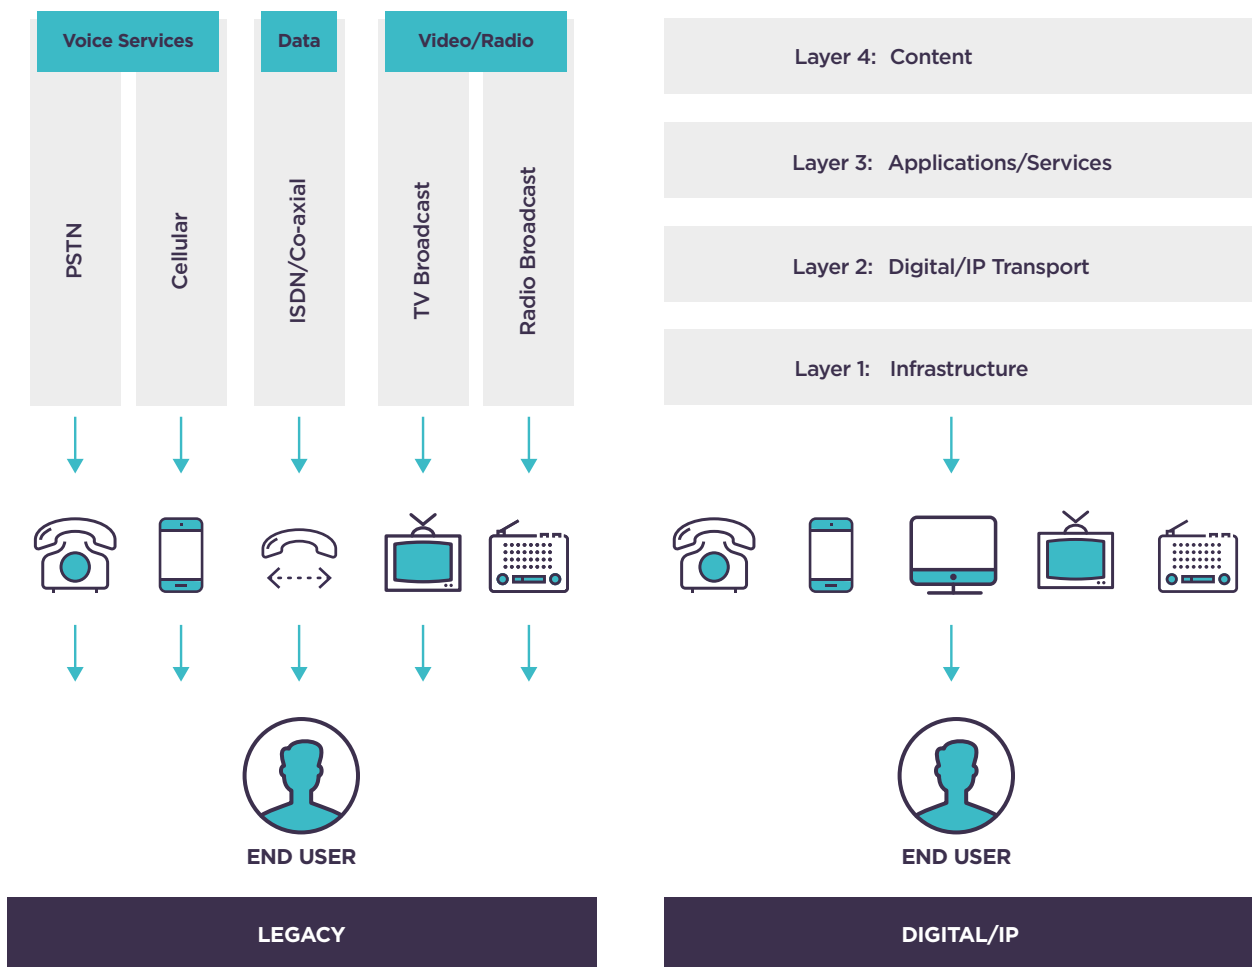 Voice Services
Data
Video/Radio
PSTN
Cellular
ISDN/Co-axial
TV Broadcast
Radio Broadcast
END USER
LEGACY
Layer 4: Content
Layer 3: Applications/Services
Layer 2: Digital/IP Transport
Layer 1: Infrastructure
END USER
DIGITAL/IP